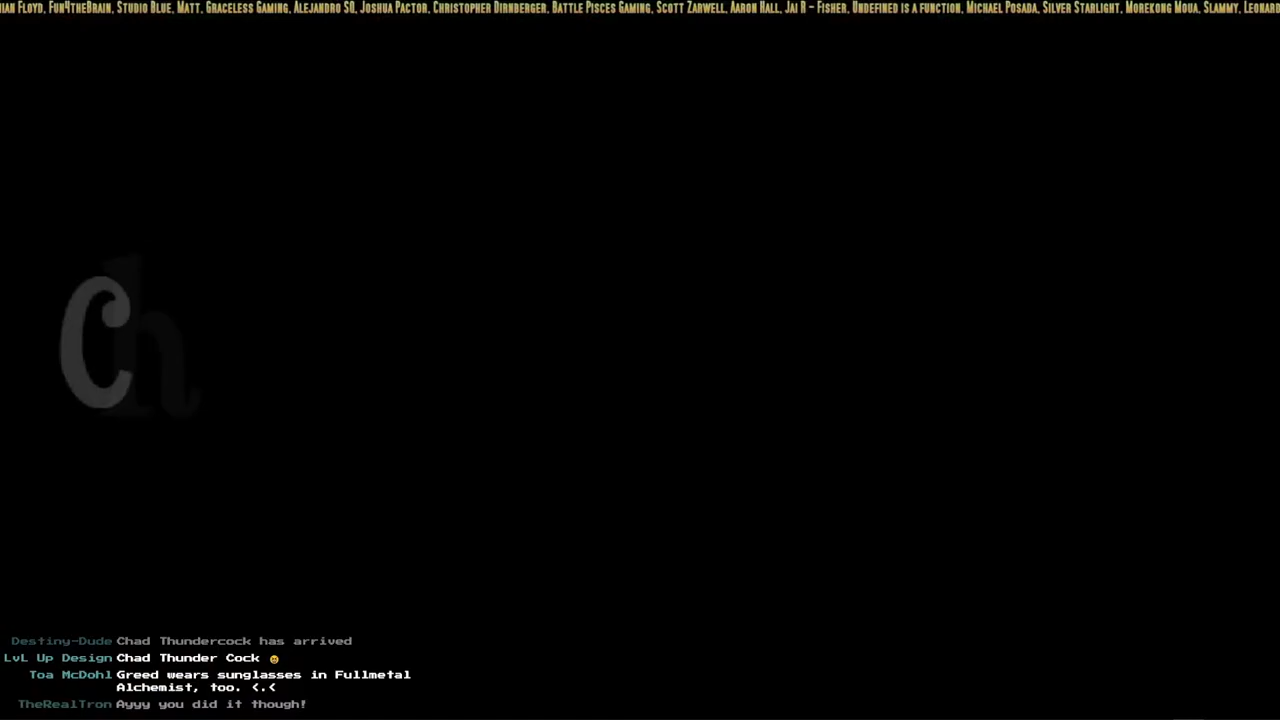 IAN FLOYD, FUN4THEBRAIN, STUDIO BLUE, MATT, GRACELESS GAMING, ALEJANDRO SQ, JOSHUA PACTOR, CHRISTOPHER DIRNBERGER, BATTLE PISCES GAMING, SCOTT ZARWELL, AARON HALL, JAI R - FISHER, UNDEFINED IS A FUNCTION, MICHAEL POSADA, SILVER STARLIGHT, MOREKONG MOUA, SLAMMY, LEONARD
Ch
Destiny-Dude Chad Thundercock has arrived
LvL Up Design Chad Thunder Cock
Toa McDohl Greed wears sunglasses in Fullmetal
Alchemist, too. <.<
TheRealTron Ayyy you did it though!